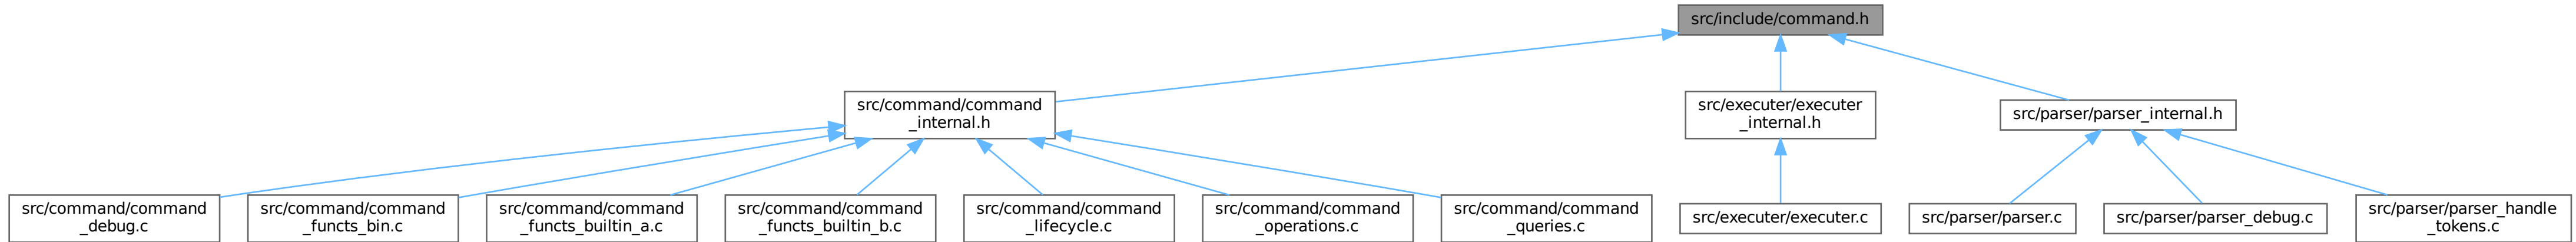 src/include/command.h
src/command/command
_internal.h
src/executer/executer
_internal.h
src/parser/parser_internal.h
src/command/command
_debug.c
src/command/command
_functs_bin.c
src/command/command
_functs_builtin_a.c
src/command/command
_functs_builtin_b.c
src/command/command
_lifecycle.c
src/command/command
_operations.c
src/command/command
_queries.c
src/executer/executer.c
src/parser/parser.c
src/parser/parser_debug.c
src/parser/parser_handle
_tokens.c